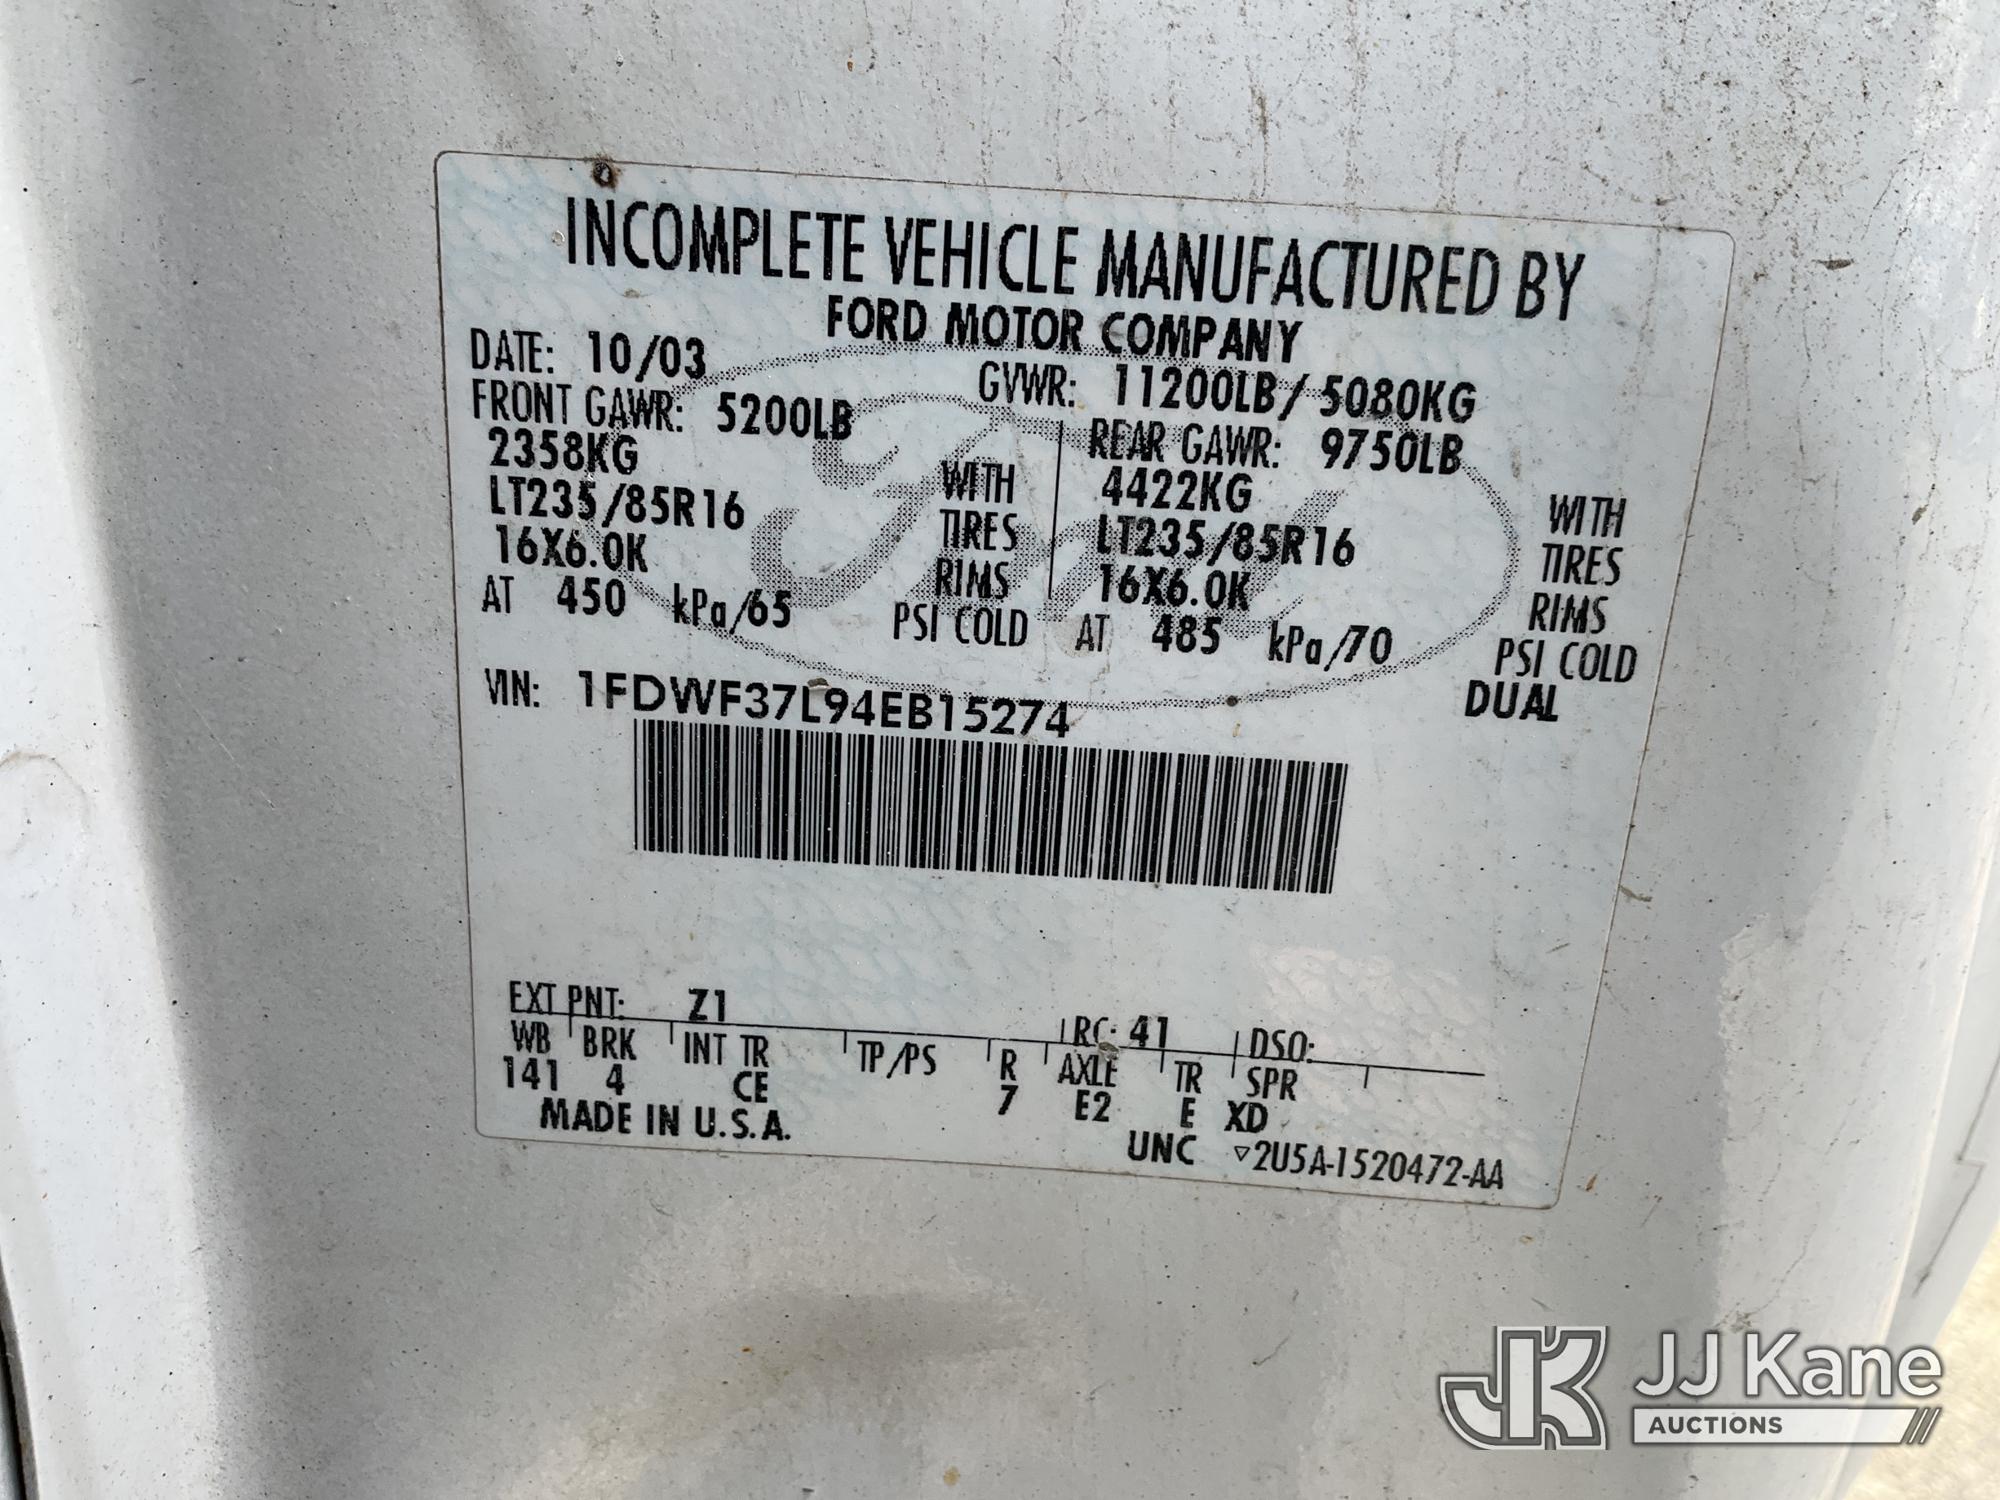 INCOMPLETE VEHICLE MANUFACTURED BY
FORD MOTOR COMPANY
DATE: 10/03 GVWR: 11200LB/ 5080KG
FRONT GAWR: 5200LB REAR GAWR: 9750LB
2358KG WITH 4422KG WITH
LT235/85R16 TIRES LT235/85R16 TIRES
16X6.0K RIMS 16X6.0K RIMS
AT 450 kPa/65 PSI COLD AT 485 kPa/70 PSI COLD
DUAL
VIN: 1FDWF37L94EB15274
EXT PNT: Z1 RC: 41 DSO:
WB BRK INT TR TP/PS R AXLE TR SPR
141 4 CE 7 E2 E XD
MADE IN U.S.A. UNC ▽2U5A-1520472-AA
JK JJ Kane
AUCTIONS